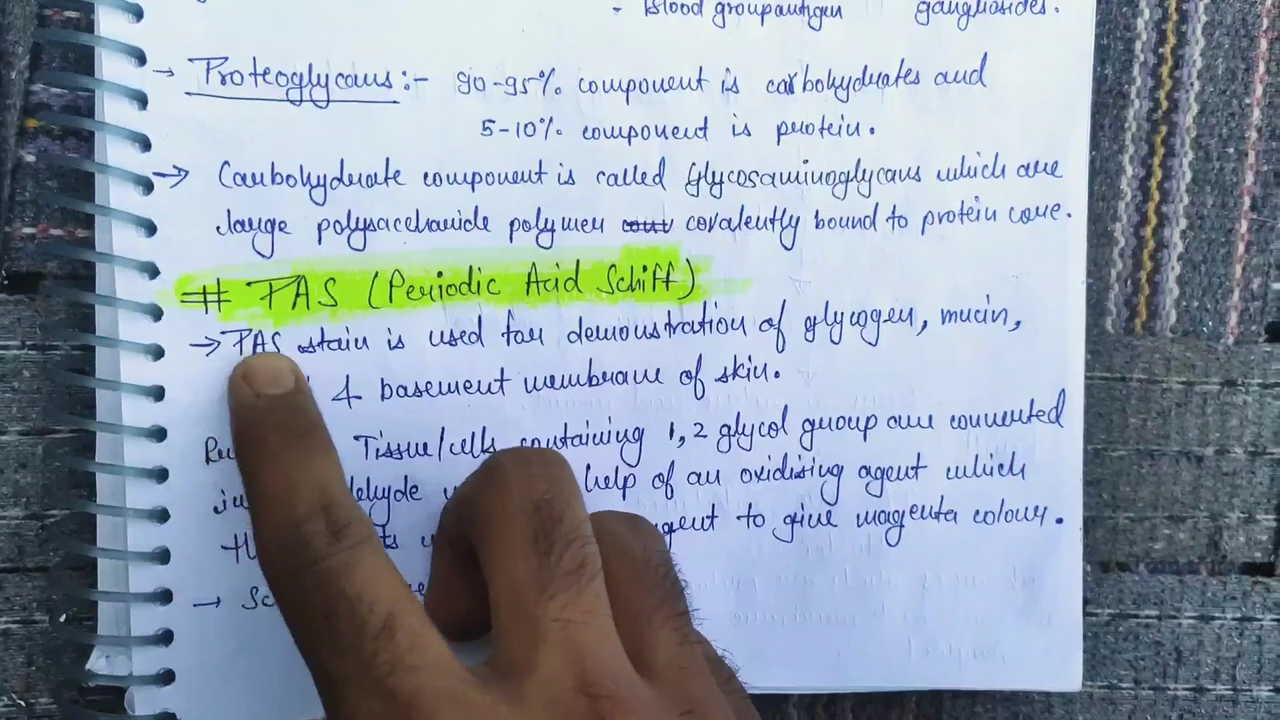 - Blood groupantigen gangliosides.
→ Proteoglycans :- 90-95% component is carbohydrates and
5-10% component is protein.
→ Carbohydrate component is called Glycosaminoglycans which are
large polysaccharide polymer covalently bound to protein core.
# PAS (Periodic Acid Schiff)
→ PAS stain is used for demonstration of glycogen, mucin,
& basement membrane of skin.
Tissue/cells containing 1,2 glycol group are converted
help of an oxidising agent which
to give magenta colour.
→